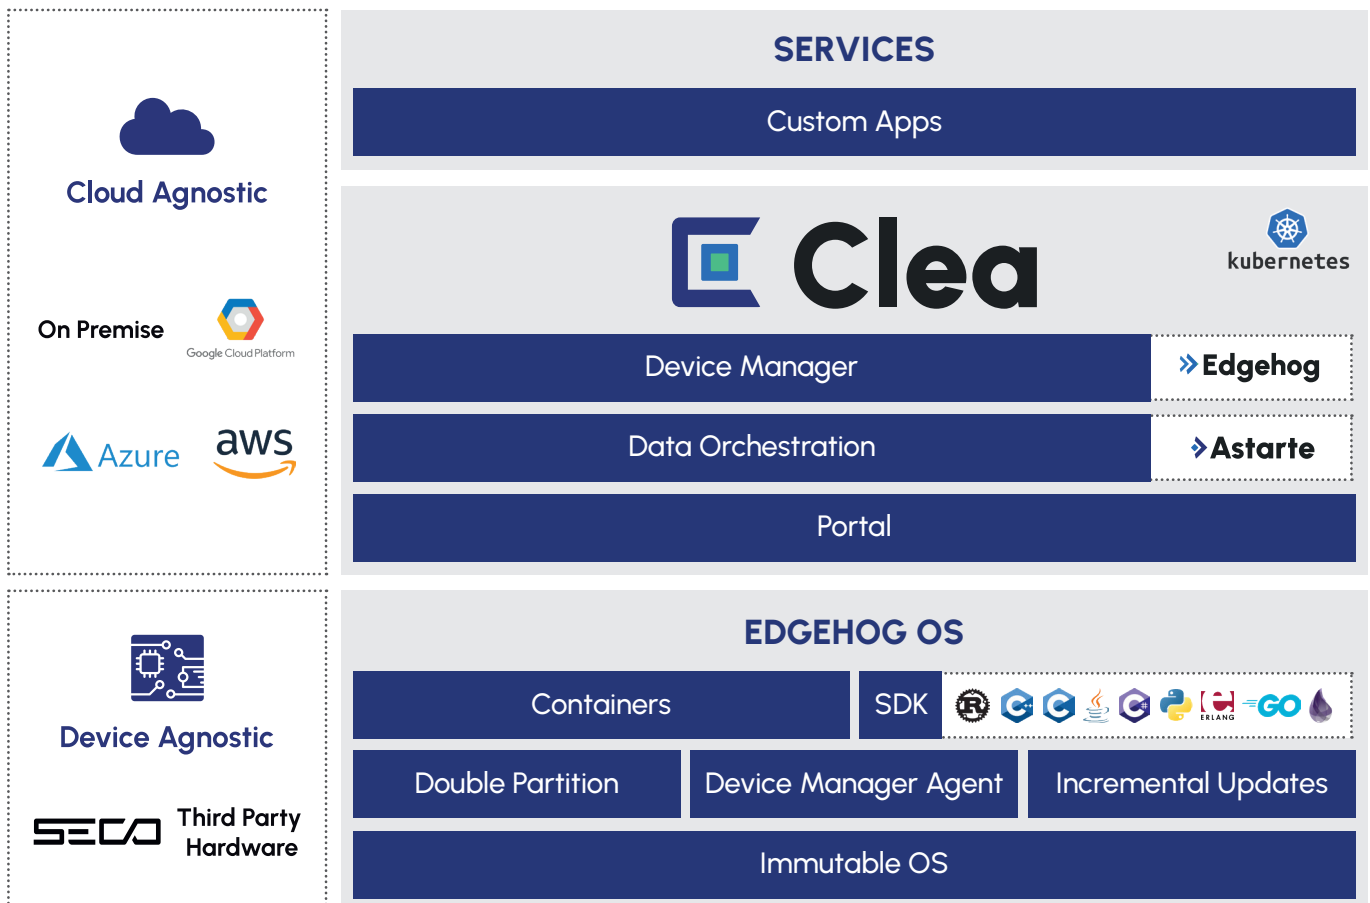 Cloud Agnostic
On Premise
Google Cloud Platform
Azure
aws
SERVICES
Custom Apps
Clea
kubernetes
Device Manager
Edgehog
Data Orchestration
Astarte
Portal
Device Agnostic
SECO
Third Party
Hardware
EDGEHOG OS
Containers
SDK
R
C++
C
C#
ERLANG
GO
Double Partition
Device Manager Agent
Incremental Updates
Immutable OS